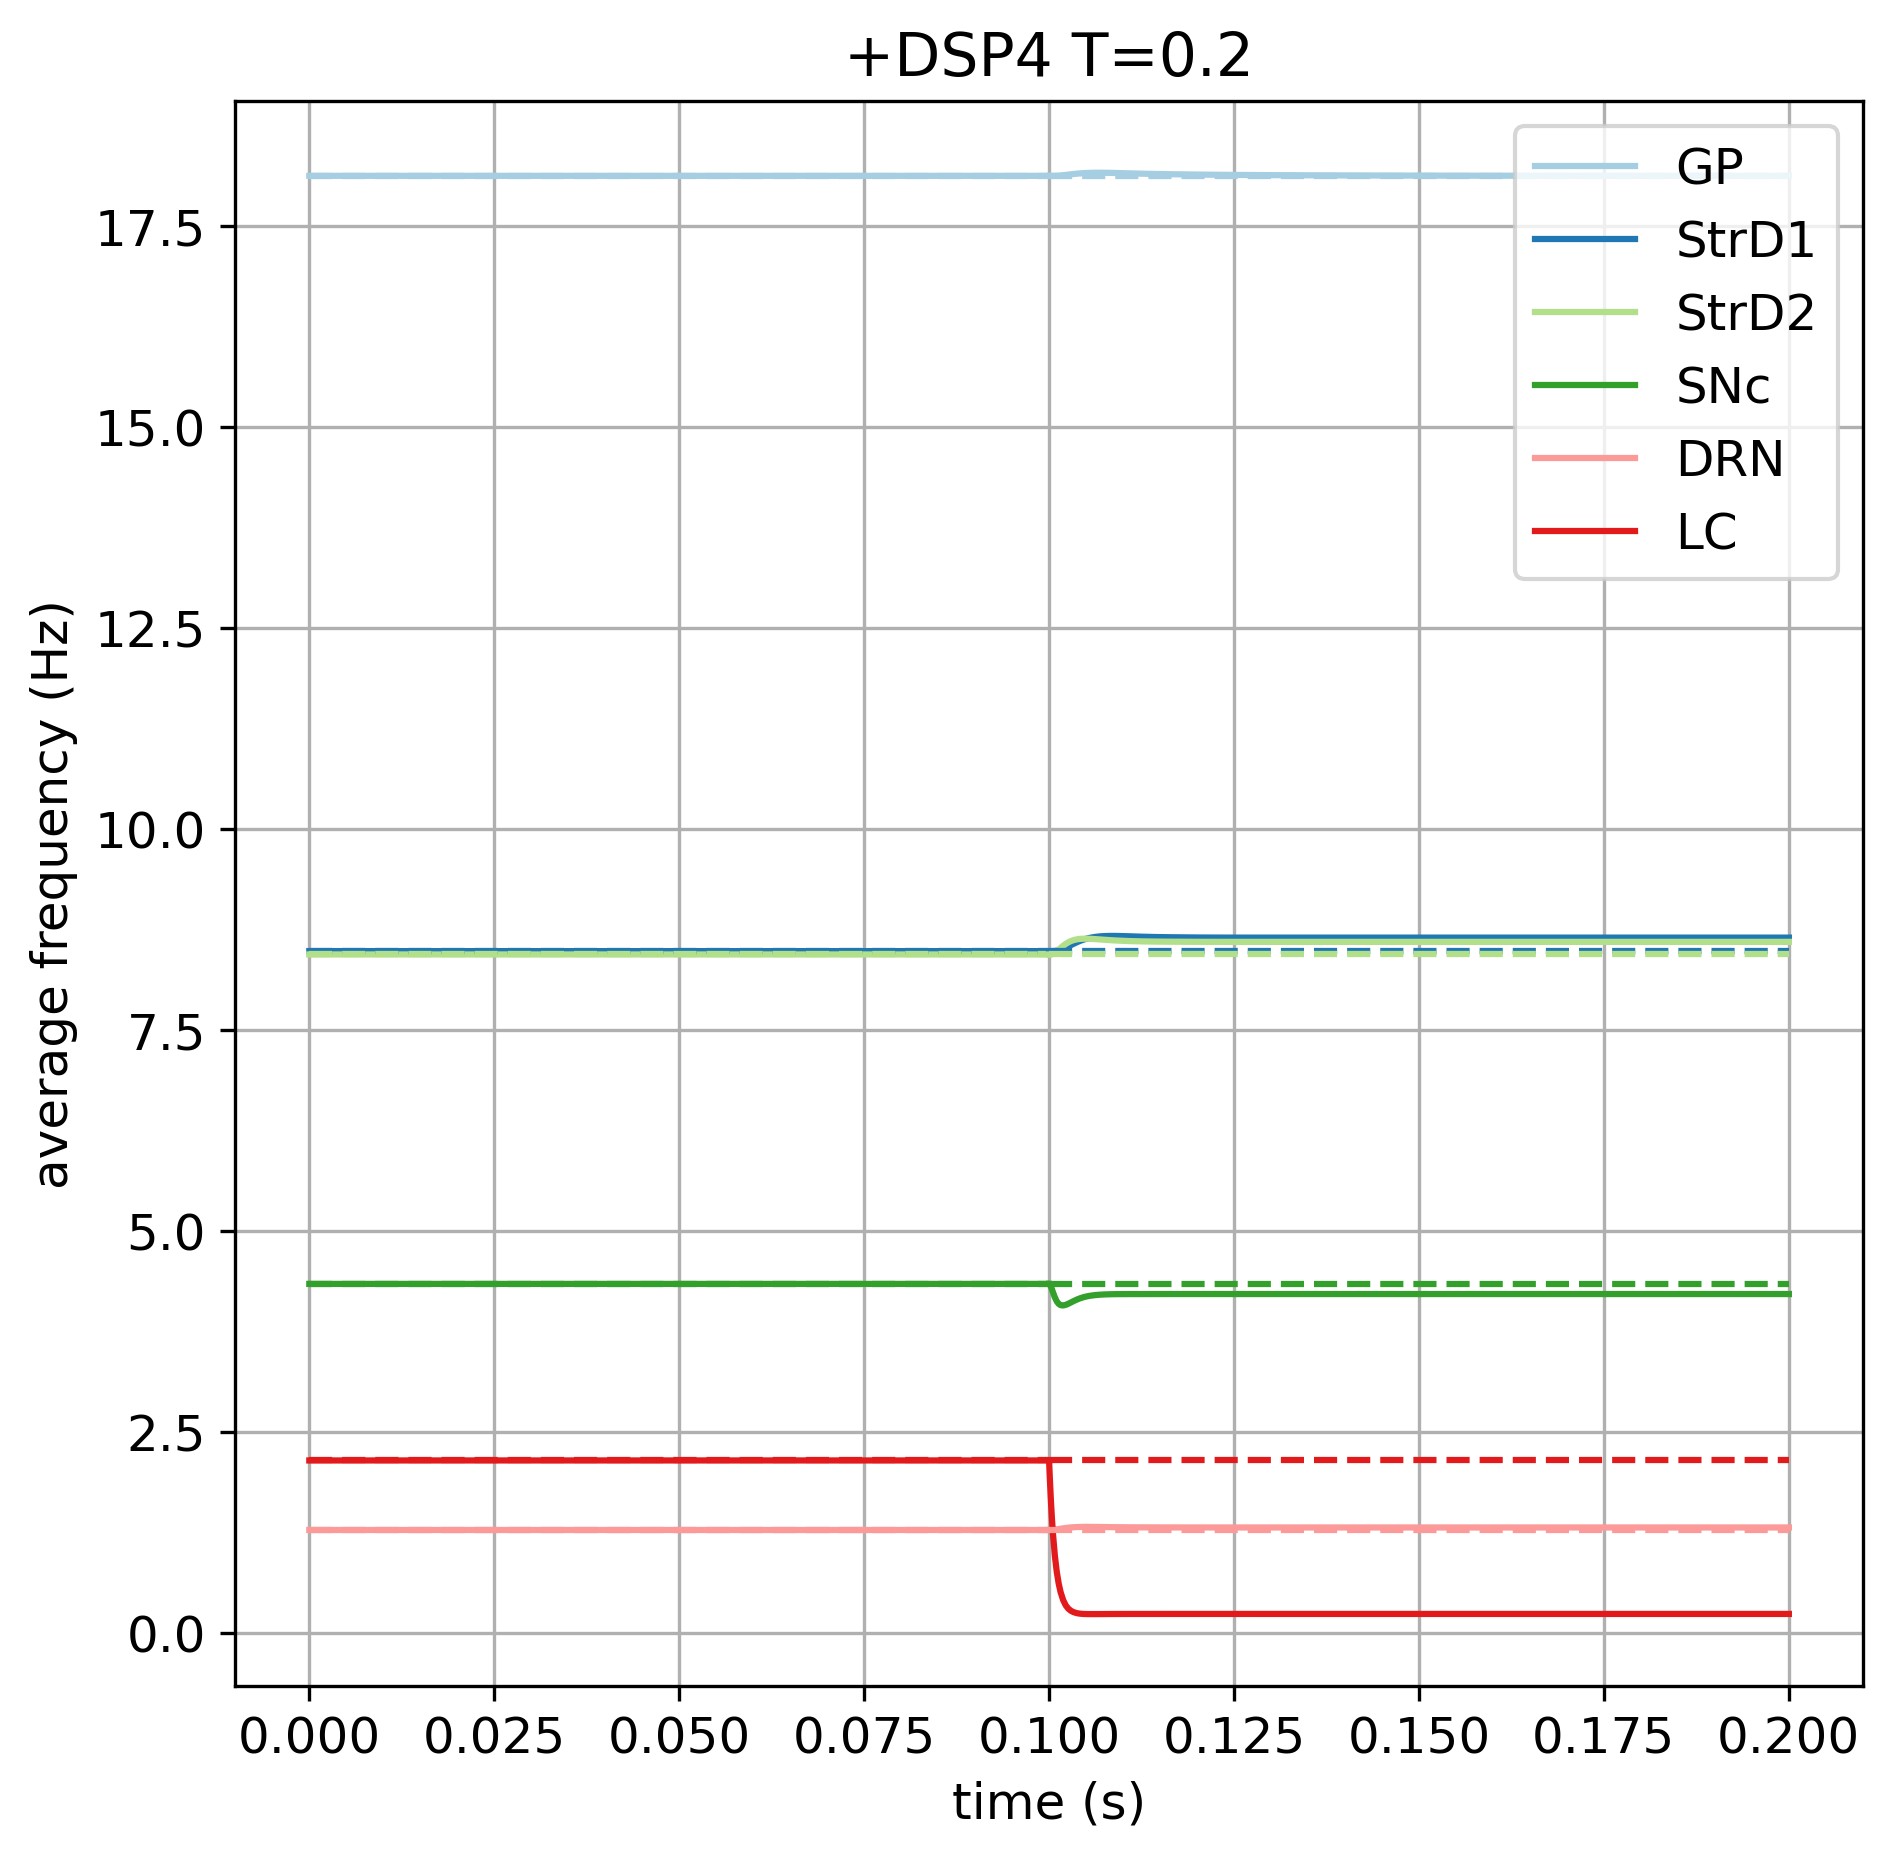 +DSP4 T=0.2
GP
StrD1
StrD2
SNc
DRN
LC
average frequency (Hz)
17.5
15.0
12.5
10.0
7.5
5.0
2.5
0.0
0.000 0.025 0.050 0.075 0.100 0.125 0.150 0.175 0.200
time (s)